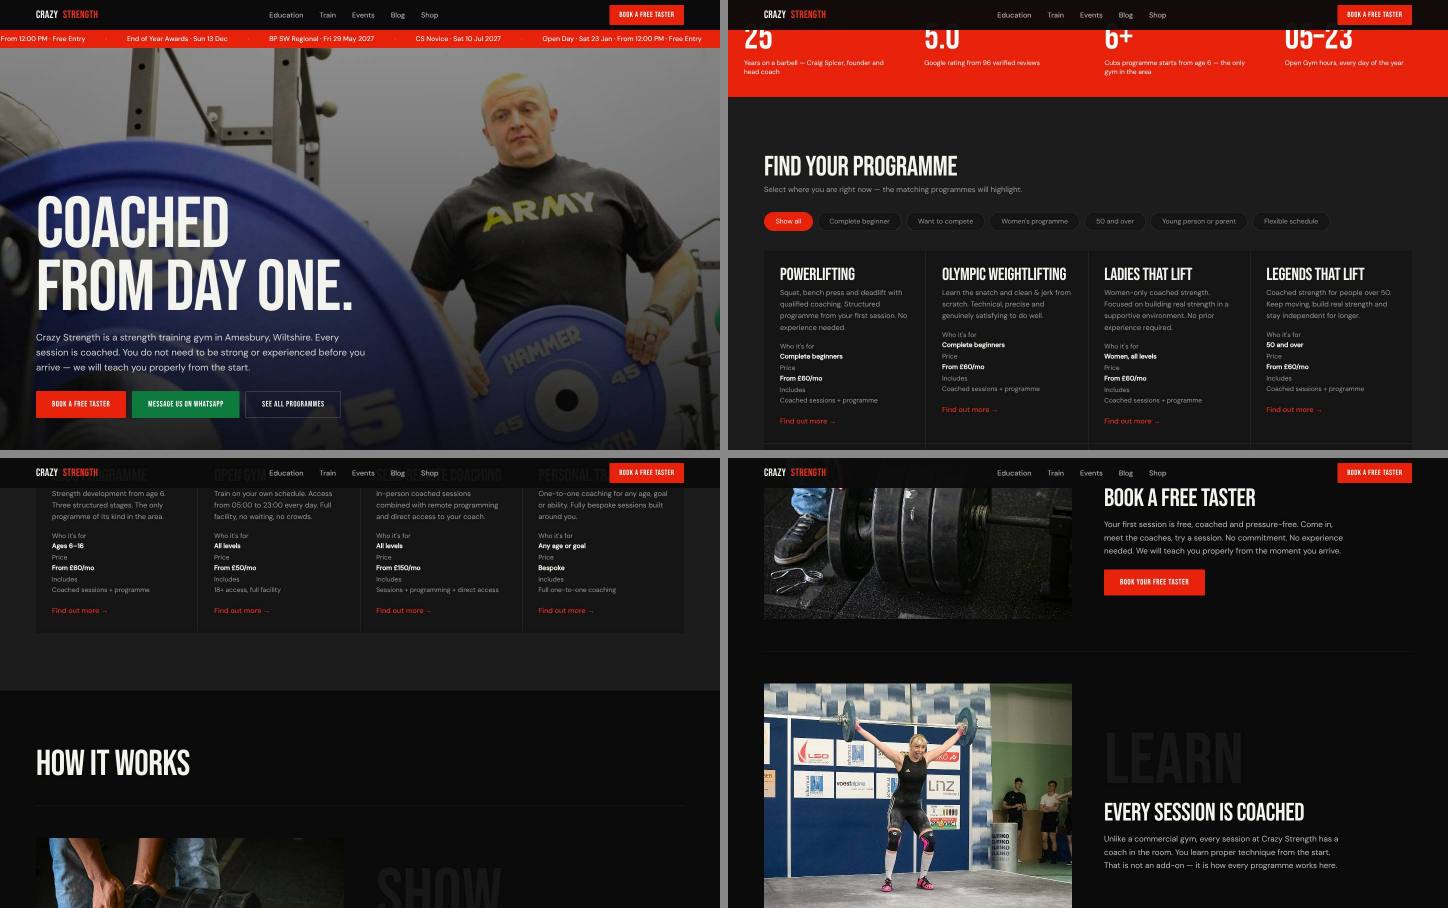 CRAZY STRENGTH
Education Train Events Blog Shop
BOOK A FREE TASTER
From 12:00 PM · Free Entry · End of Year Awards · Sun 13 Dec · BP SW Regional · Fri 29 May 2027 · CS Novice · Sat 10 Jul 2027 · Open Day · Sat 23 Jan · From 12:00 PM · Free Entry
ARMY
HAMMER
45
45
45
COACHED
FROM DAY ONE.
Crazy Strength is a strength training gym in Amesbury, Wiltshire. Every
session is coached. You do not need to be strong or experienced before you
arrive — we will teach you properly from the start.
BOOK A FREE TASTER
MESSAGE US ON WHATSAPP
SEE ALL PROGRAMMES
CRAZY STRENGTH
Education Train Events Blog Shop
BOOK A FREE TASTER
25
Years on a barbell — Craig Spicer, founder and
head coach
5.0
Google rating from 96 verified reviews
6+
Cubs programme starts from age 6 — the only
gym in the area
05–23
Open Gym hours, every day of the year
FIND YOUR PROGRAMME
Select where you are right now — the matching programmes will highlight.
Show all
Complete beginner
Want to compete
Women's programme
50 and over
Young person or parent
Flexible schedule
POWERLIFTING
Squat, bench press and deadlift with
qualified coaching. Structured
programme from your first session. No
experience needed.
Who it's for
Complete beginners
Price
From £60/mo
Includes
Coached sessions + programme
Find out more →
OLYMPIC WEIGHTLIFTING
Learn the snatch and clean & jerk from
scratch. Technical, precise and
genuinely satisfying to do well.
Who it's for
Complete beginners
Price
From £60/mo
Includes
Coached sessions + programme
Find out more →
LADIES THAT LIFT
Women-only coached strength.
Focused on building real strength in a
supportive environment. No prior
experience required.
Who it's for
Women, all levels
Price
From £60/mo
Includes
Coached sessions + programme
Find out more →
LEGENDS THAT LIFT
Coached strength for people over 50.
Keep moving, build real strength and
stay independent for longer.
Who it's for
50 and over
Price
From £60/mo
Includes
Coached sessions + programme
Find out more →
CRAZY STRENGTH
Education Train Events Blog Shop
BOOK A FREE TASTER
Strength development from age 6.
Three structured stages. The only
programme of its kind in the area.
Who it's for
Ages 6–16
Price
From £60/mo
Includes
Coached sessions + programme
Find out more →
OPEN GYM
Train on your own schedule. Access
from 05:00 to 23:00 every day. Full
facility, no waiting, no crowds.
Who it's for
All levels
Price
From £50/mo
Includes
18+ access, full facility
Find out more →
In-person coached sessions
combined with remote programming
and direct access to your coach.
Who it's for
All levels
Price
From £150/mo
Includes
Sessions + programming + direct access
Find out more →
One-to-one coaching for any age, goal
or ability. Fully bespoke sessions built
around you.
Who it's for
Any age or goal
Price
Bespoke
Includes
Full one-to-one coaching
Find out more →
HOW IT WORKS
SHOW
CRAZY STRENGTH
Education Train Events Blog Shop
BOOK A FREE TASTER
BOOK A FREE TASTER
Your first session is free, coached and pressure-free. Come in,
meet the coaches, try a session. No commitment. No experience
needed. We will teach you properly from the moment you arrive.
BOOK YOUR FREE TASTER
voestalpine
LINZ
LEARN
EVERY SESSION IS COACHED
Unlike a commercial gym, every session at Crazy Strength has a
coach in the room. You learn proper technique from the start.
That is not an add-on — it is how every programme works here.